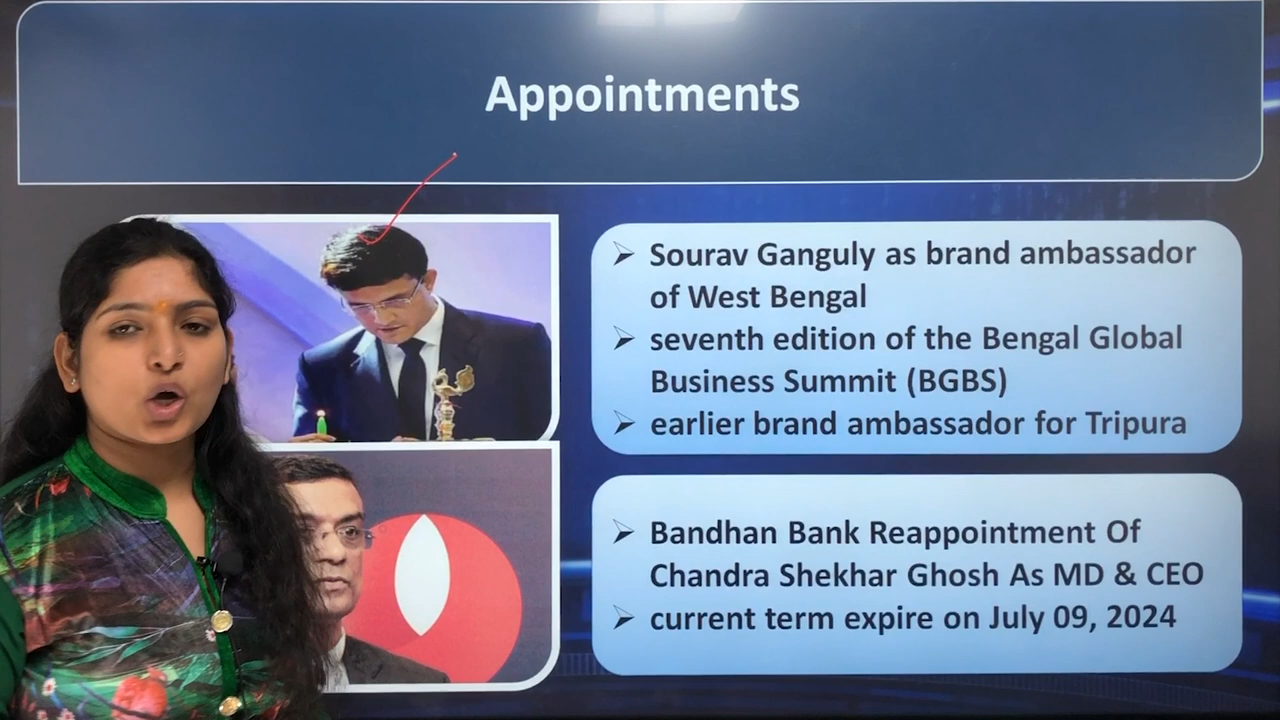 Appointments
➢ Sourav Ganguly as brand ambassador
of West Bengal
➢ seventh edition of the Bengal Global
Business Summit (BGBS)
➢ earlier brand ambassador for Tripura
➢ Bandhan Bank Reappointment Of
Chandra Shekhar Ghosh As MD & CEO
➢ current term expire on July 09, 2024